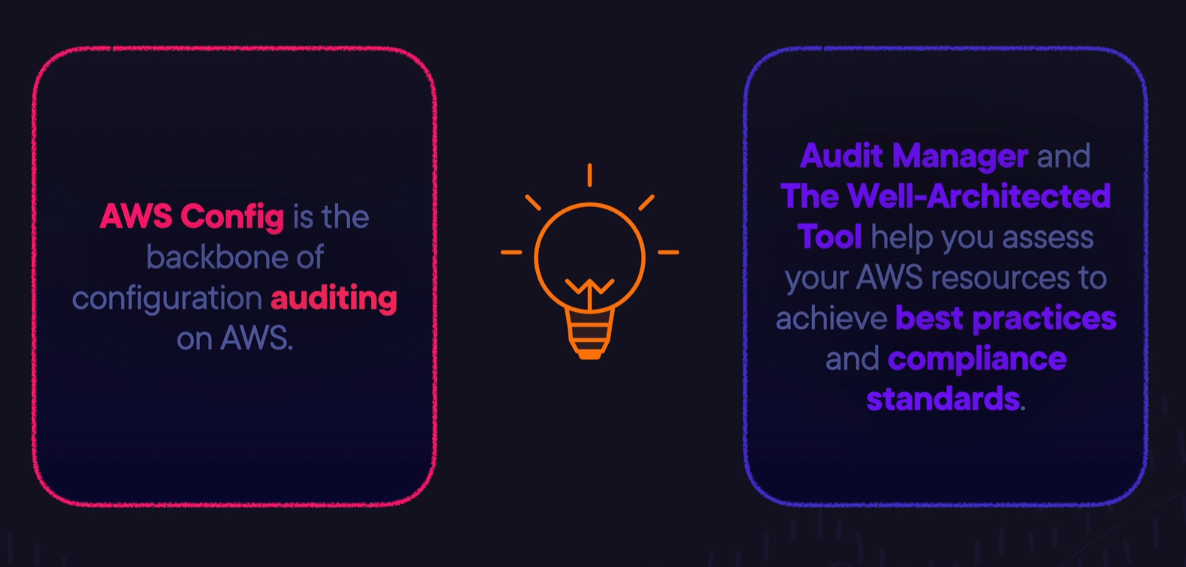 AWS Config is the
backbone of
configuration auditing
on AWS.
Audit Manager and
The Well-Architected
Tool help you assess
your AWS resources to
achieve best practices
and compliance
standards.